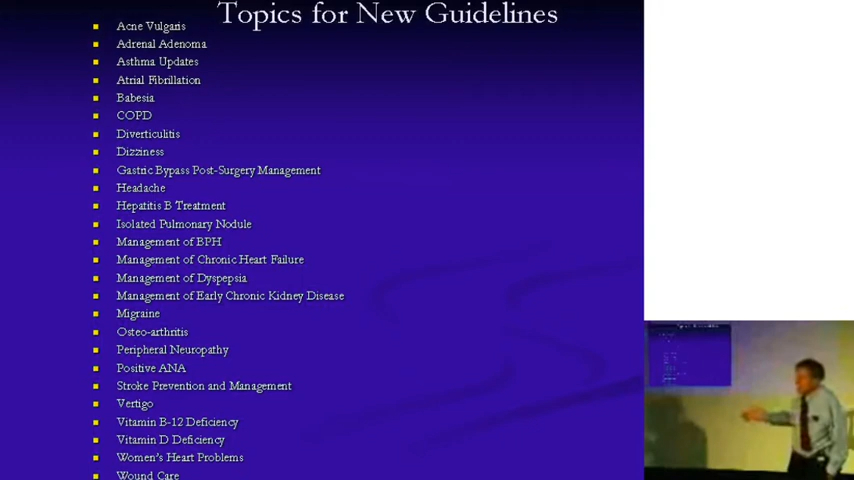 Topics for New Guidelines
Acne Vulgaris
Adrenal Adenoma
Asthma Updates
Atrial Fibrillation
Babesia
COPD
Diverticulitis
Dizziness
Gastric Bypass Post-Surgery Management
Headache
Hepatitis B Treatment
Isolated Pulmonary Nodule
Management of BPH
Management of Chronic Heart Failure
Management of Dyspepsia
Management of Early Chronic Kidney Disease
Migraine
Osteo-arthritis
Peripheral Neuropathy
Positive ANA
Stroke Prevention and Management
Vertigo
Vitamin B-12 Deficiency
Vitamin D Deficiency
Women's Heart Problems
Wound Care